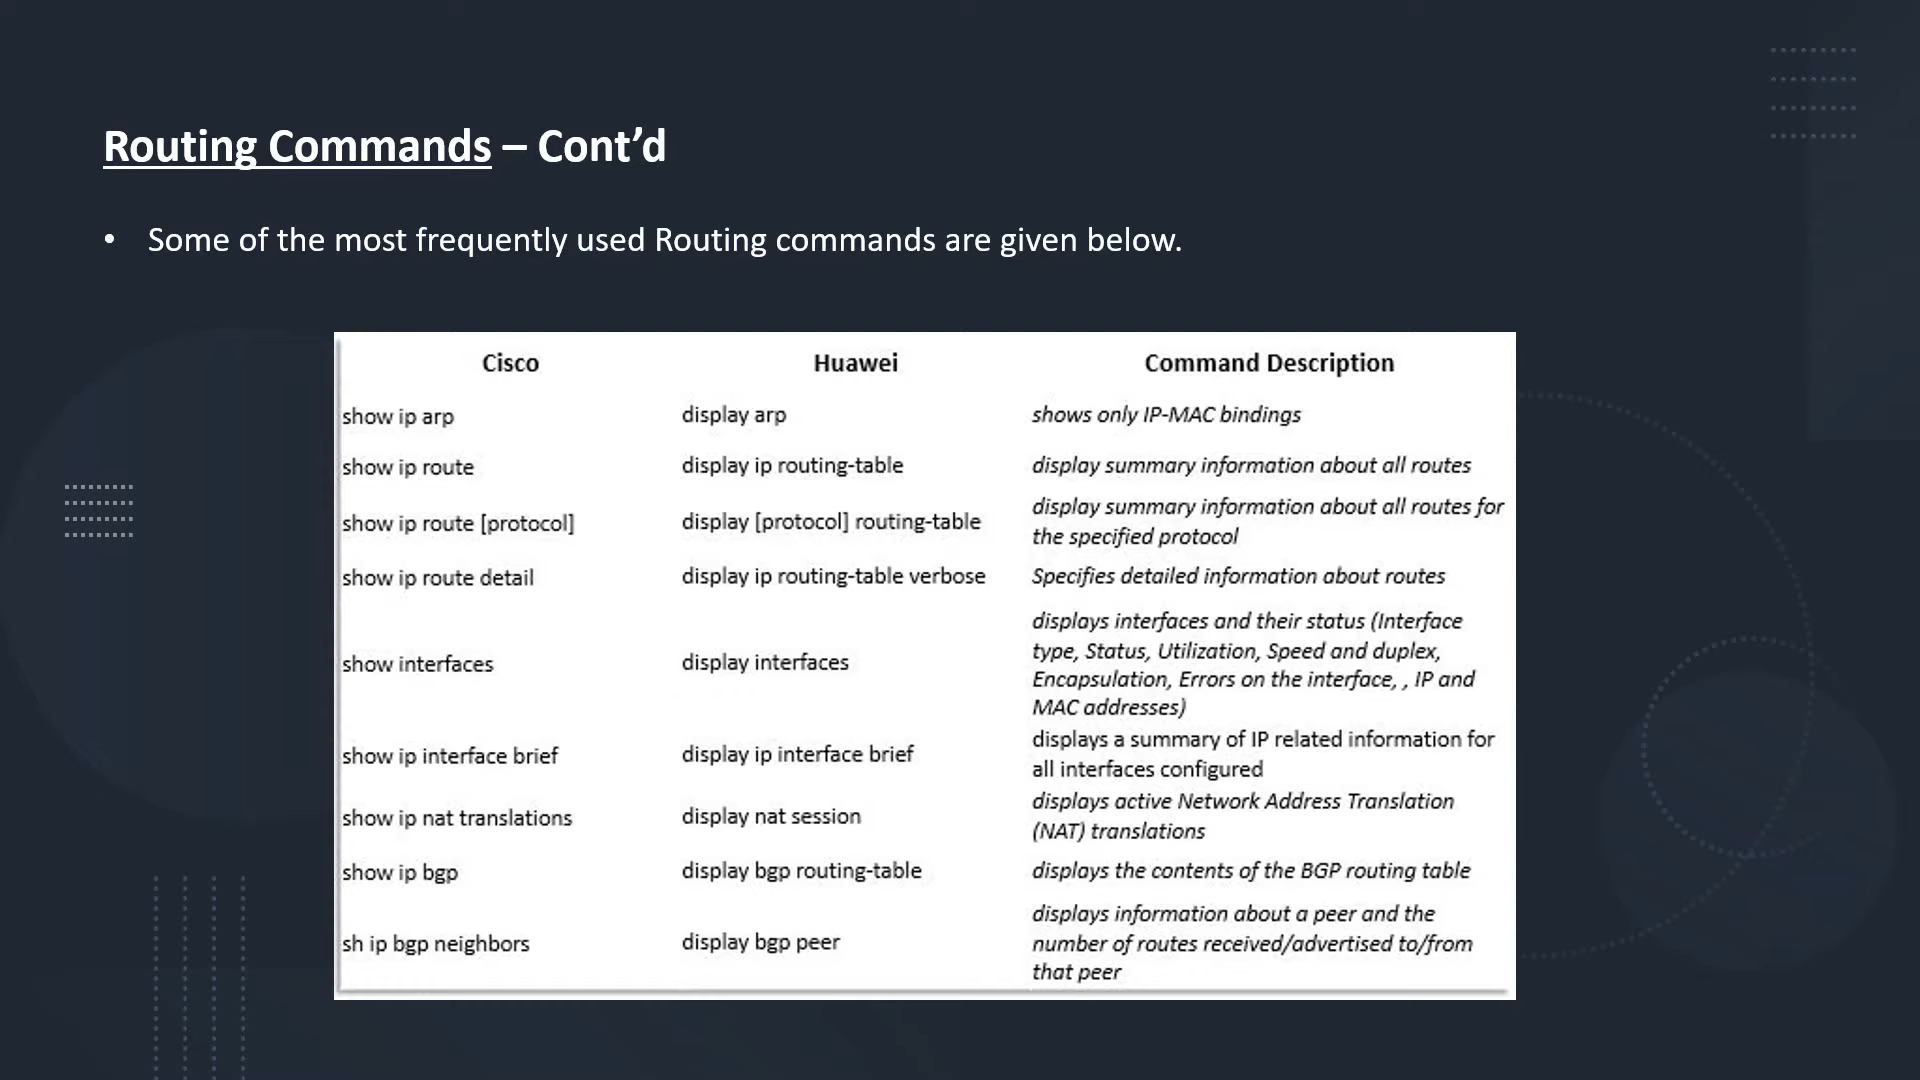 Routing Commands – Cont’d
• Some of the most frequently used Routing commands are given below.
Cisco Huawei Command Description
show ip arp display arp shows only IP-MAC bindings
show ip route display ip routing-table display summary information about all routes
show ip route [protocol] display [protocol] routing-table display summary information about all routes for
the specified protocol
show ip route detail display ip routing-table verbose Specifies detailed information about routes
show interfaces display interfaces displays interfaces and their status (Interface
type, Status, Utilization, Speed and duplex,
Encapsulation, Errors on the interface, , IP and
MAC addresses)
show ip interface brief display ip interface brief displays a summary of IP related information for
all interfaces configured
show ip nat translations display nat session displays active Network Address Translation
(NAT) translations
show ip bgp display bgp routing-table displays the contents of the BGP routing table
sh ip bgp neighbors display bgp peer displays information about a peer and the
number of routes received/advertised to/from
that peer